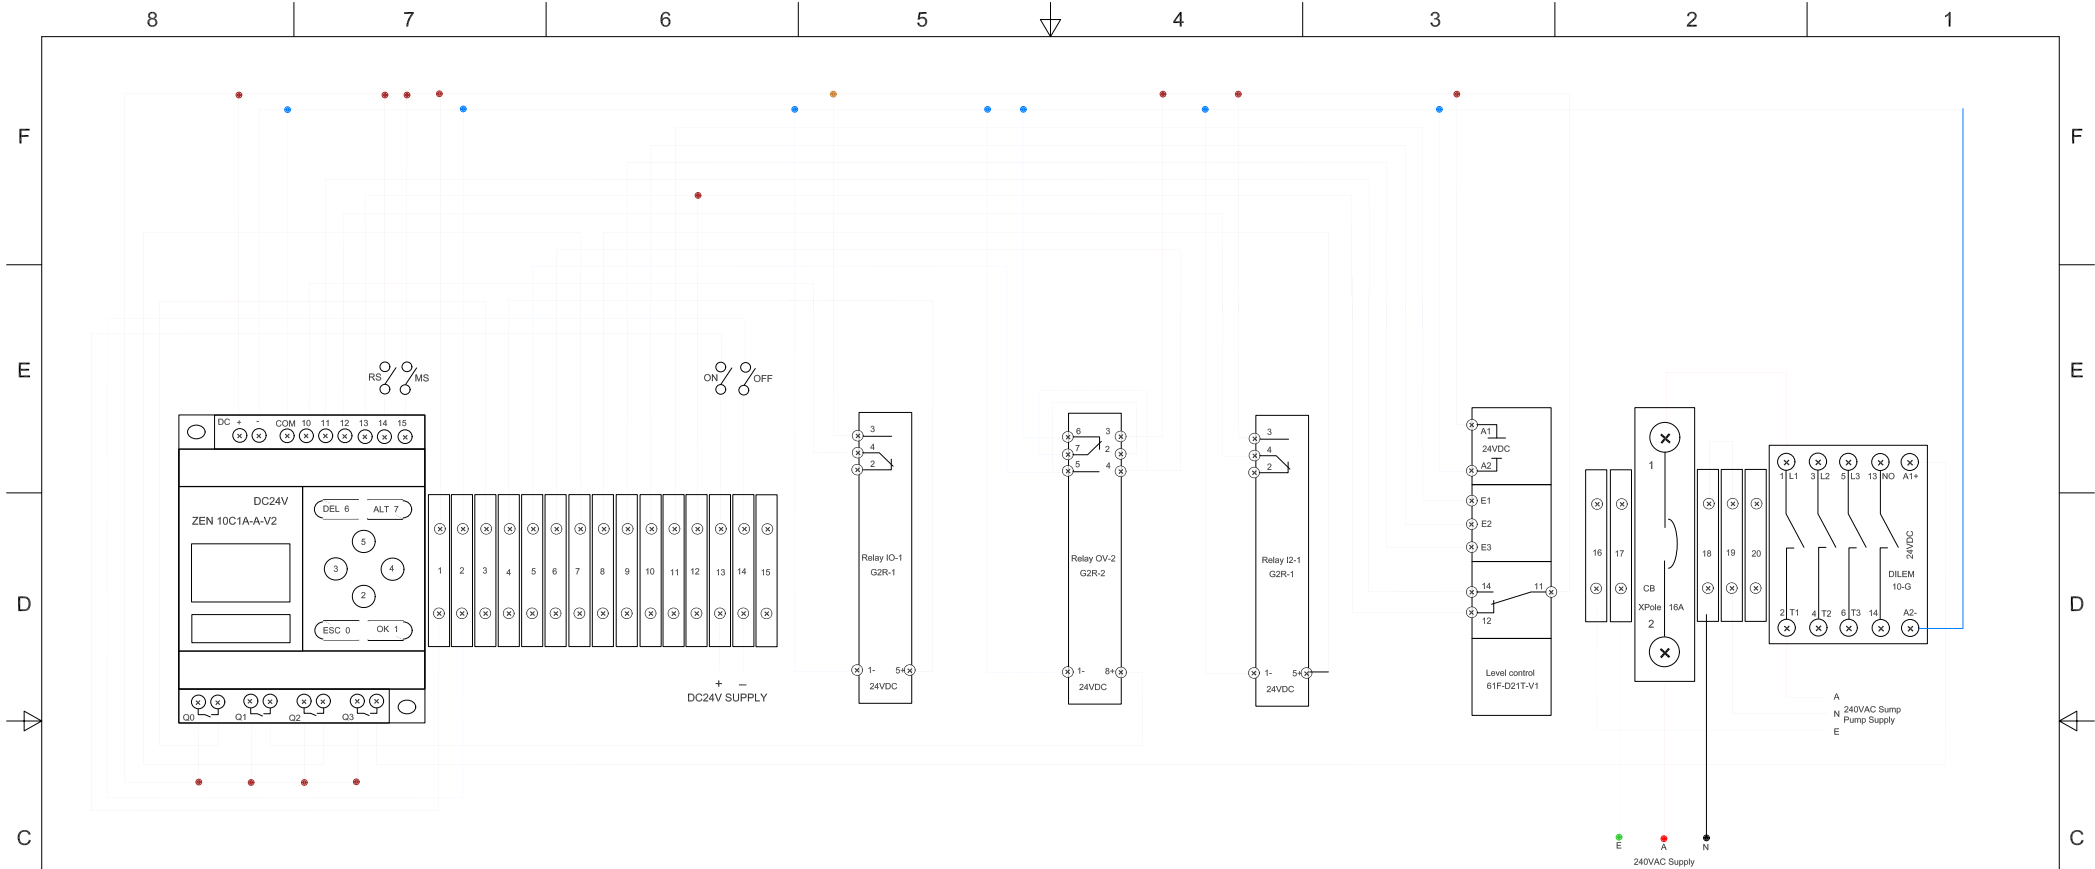 8 7 6 5 4 3 2 1
F F
E E
RS MS ON OFF
DC + - COM 10 11 12 13 14 15
DC24V
ZEN 10C1A-A-V2
DEL 6 ALT 7
5
3 4
2
ESC 0 OK 1
Q0 Q1 Q2 Q3
1 2 3 4 5 6 7 8 9 10 11 12 13 14 15
+ –
DC24V SUPPLY
3
4
2
Relay IO-1
G2R-1
1- 5+
24VDC
6 3
7 2
5 4
Relay OV-2
G2R-2
1- 8+
24VDC
3
4
2
Relay I2-1
G2R-1
1- 5+
24VDC
A1
24VDC
A2
E1
E2
E3
14 11
12
Level control
61F-D21T-V1
16 17
1
CB
XPole 16A
2
18 19 20
1 L1 3 L2 5 L3 13 NO A1+
24VDC
DILEM
10-G
2 T1 4 T2 6 T3 14 A2-
A
N 240VAC Sump
Pump Supply
E
D D
C C
E A N
240VAC Supply